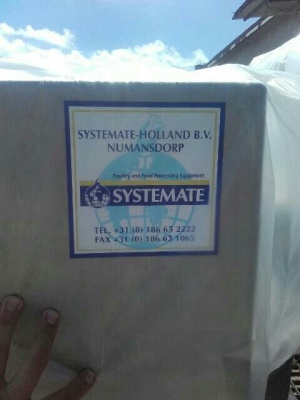 SYSTEMATE-HOLLAND B.V.
NUMANSDORP
Poultry and Food Processing Equipment
SYSTEMATE
TEL. +31 (0) 186 65 2222
FAX +31 (0) 186 65 1065